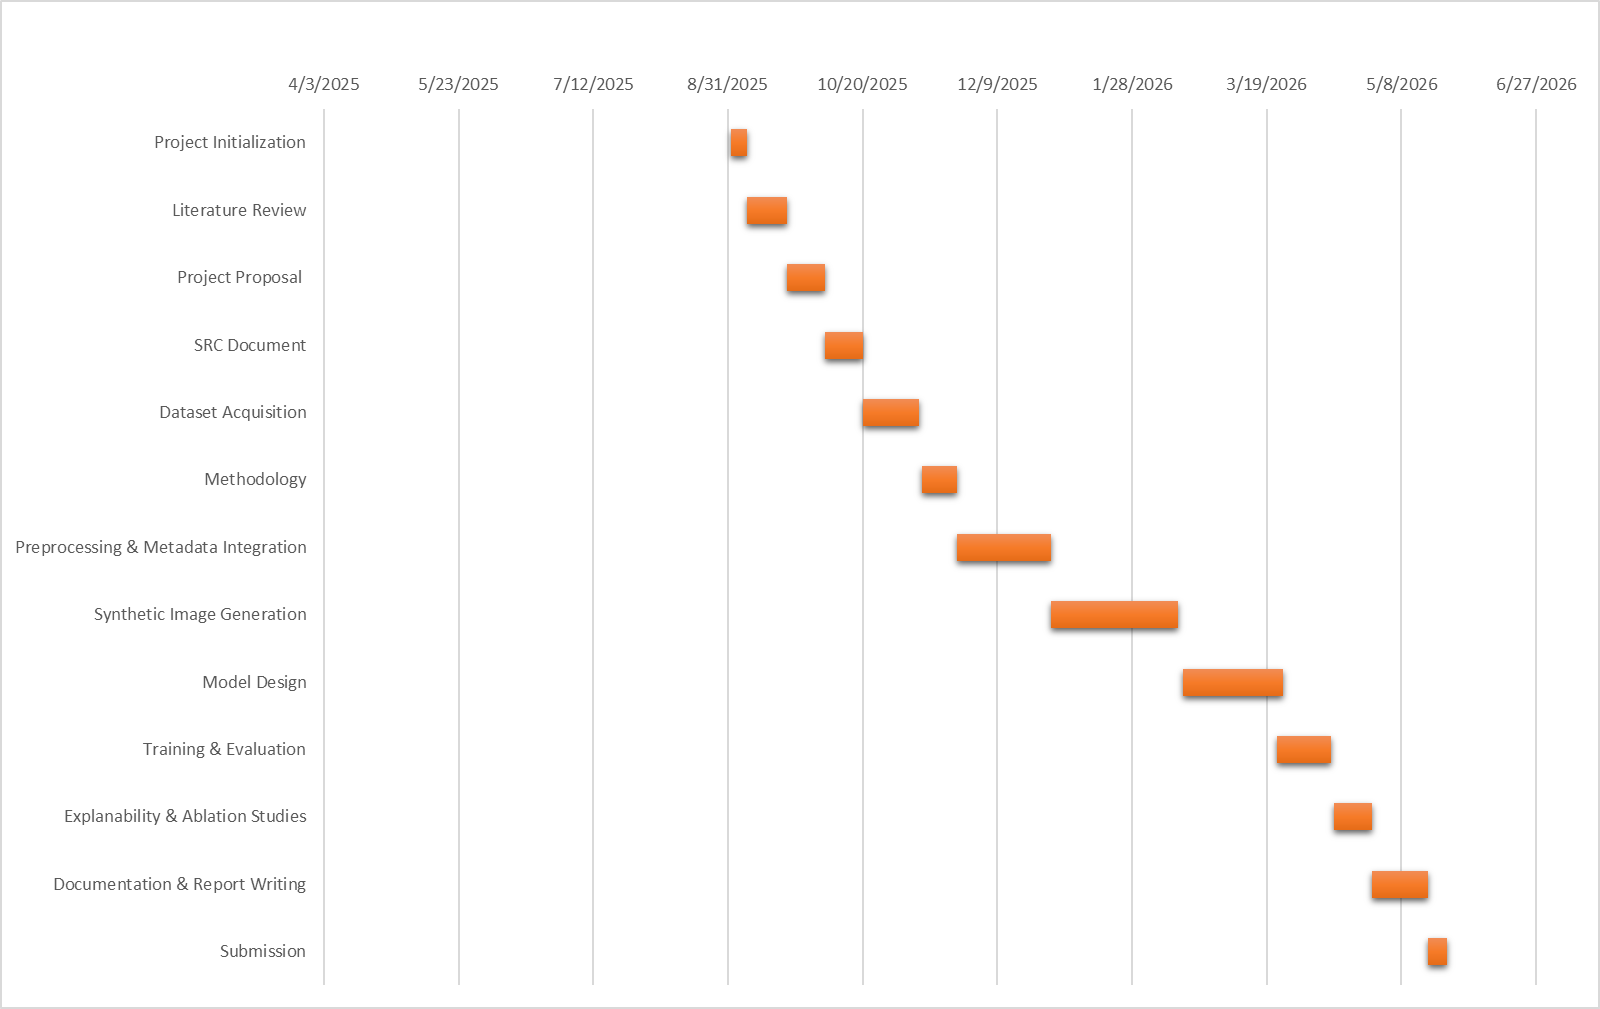 4/3/2025 5/23/2025 7/12/2025 8/31/2025 10/20/2025 12/9/2025 1/28/2026 3/19/2026 5/8/2026 6/27/2026
Project Initialization
Literature Review
Project Proposal
SRC Document
Dataset Acquisition
Methodology
Preprocessing & Metadata Integration
Synthetic Image Generation
Model Design
Training & Evaluation
Explanability & Ablation Studies
Documentation & Report Writing
Submission